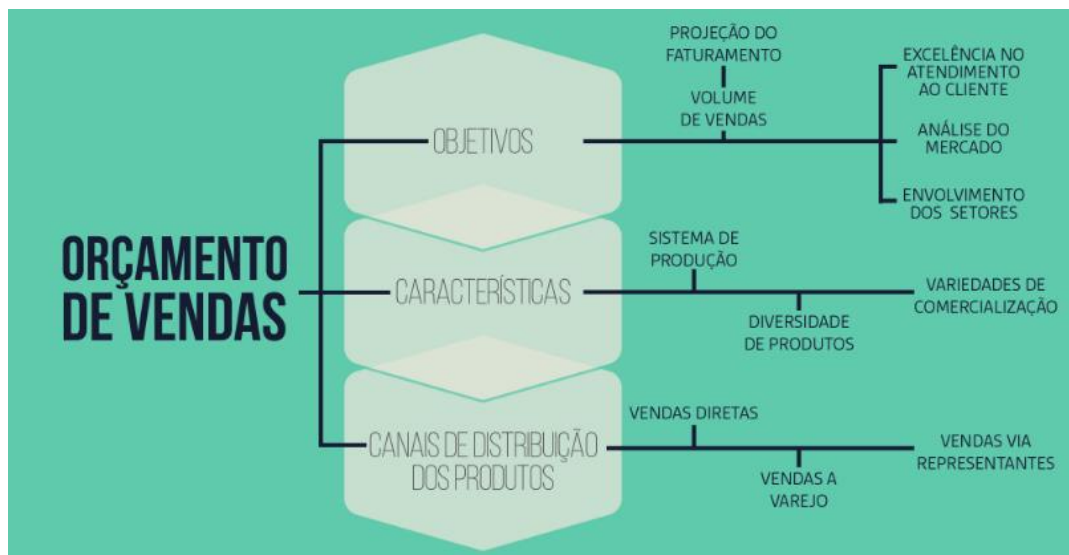 ORÇAMENTO
DE VENDAS
OBJETIVOS
PROJEÇÃO DO
FATURAMENTO
VOLUME
DE VENDAS
EXCELÊNCIA NO
ATENDIMENTO
AO CLIENTE
ANÁLISE DO
MERCADO
ENVOLVIMENTO
DOS SETORES
CARACTERÍSTICAS
SISTEMA DE
PRODUÇÃO
DIVERSIDADE
DE PRODUTOS
VARIEDADES DE
COMERCIALIZAÇÃO
CANAIS DE DISTRIBUIÇÃO
DOS PRODUTOS
VENDAS DIRETAS
VENDAS A
VAREJO
VENDAS VIA
REPRESENTANTES